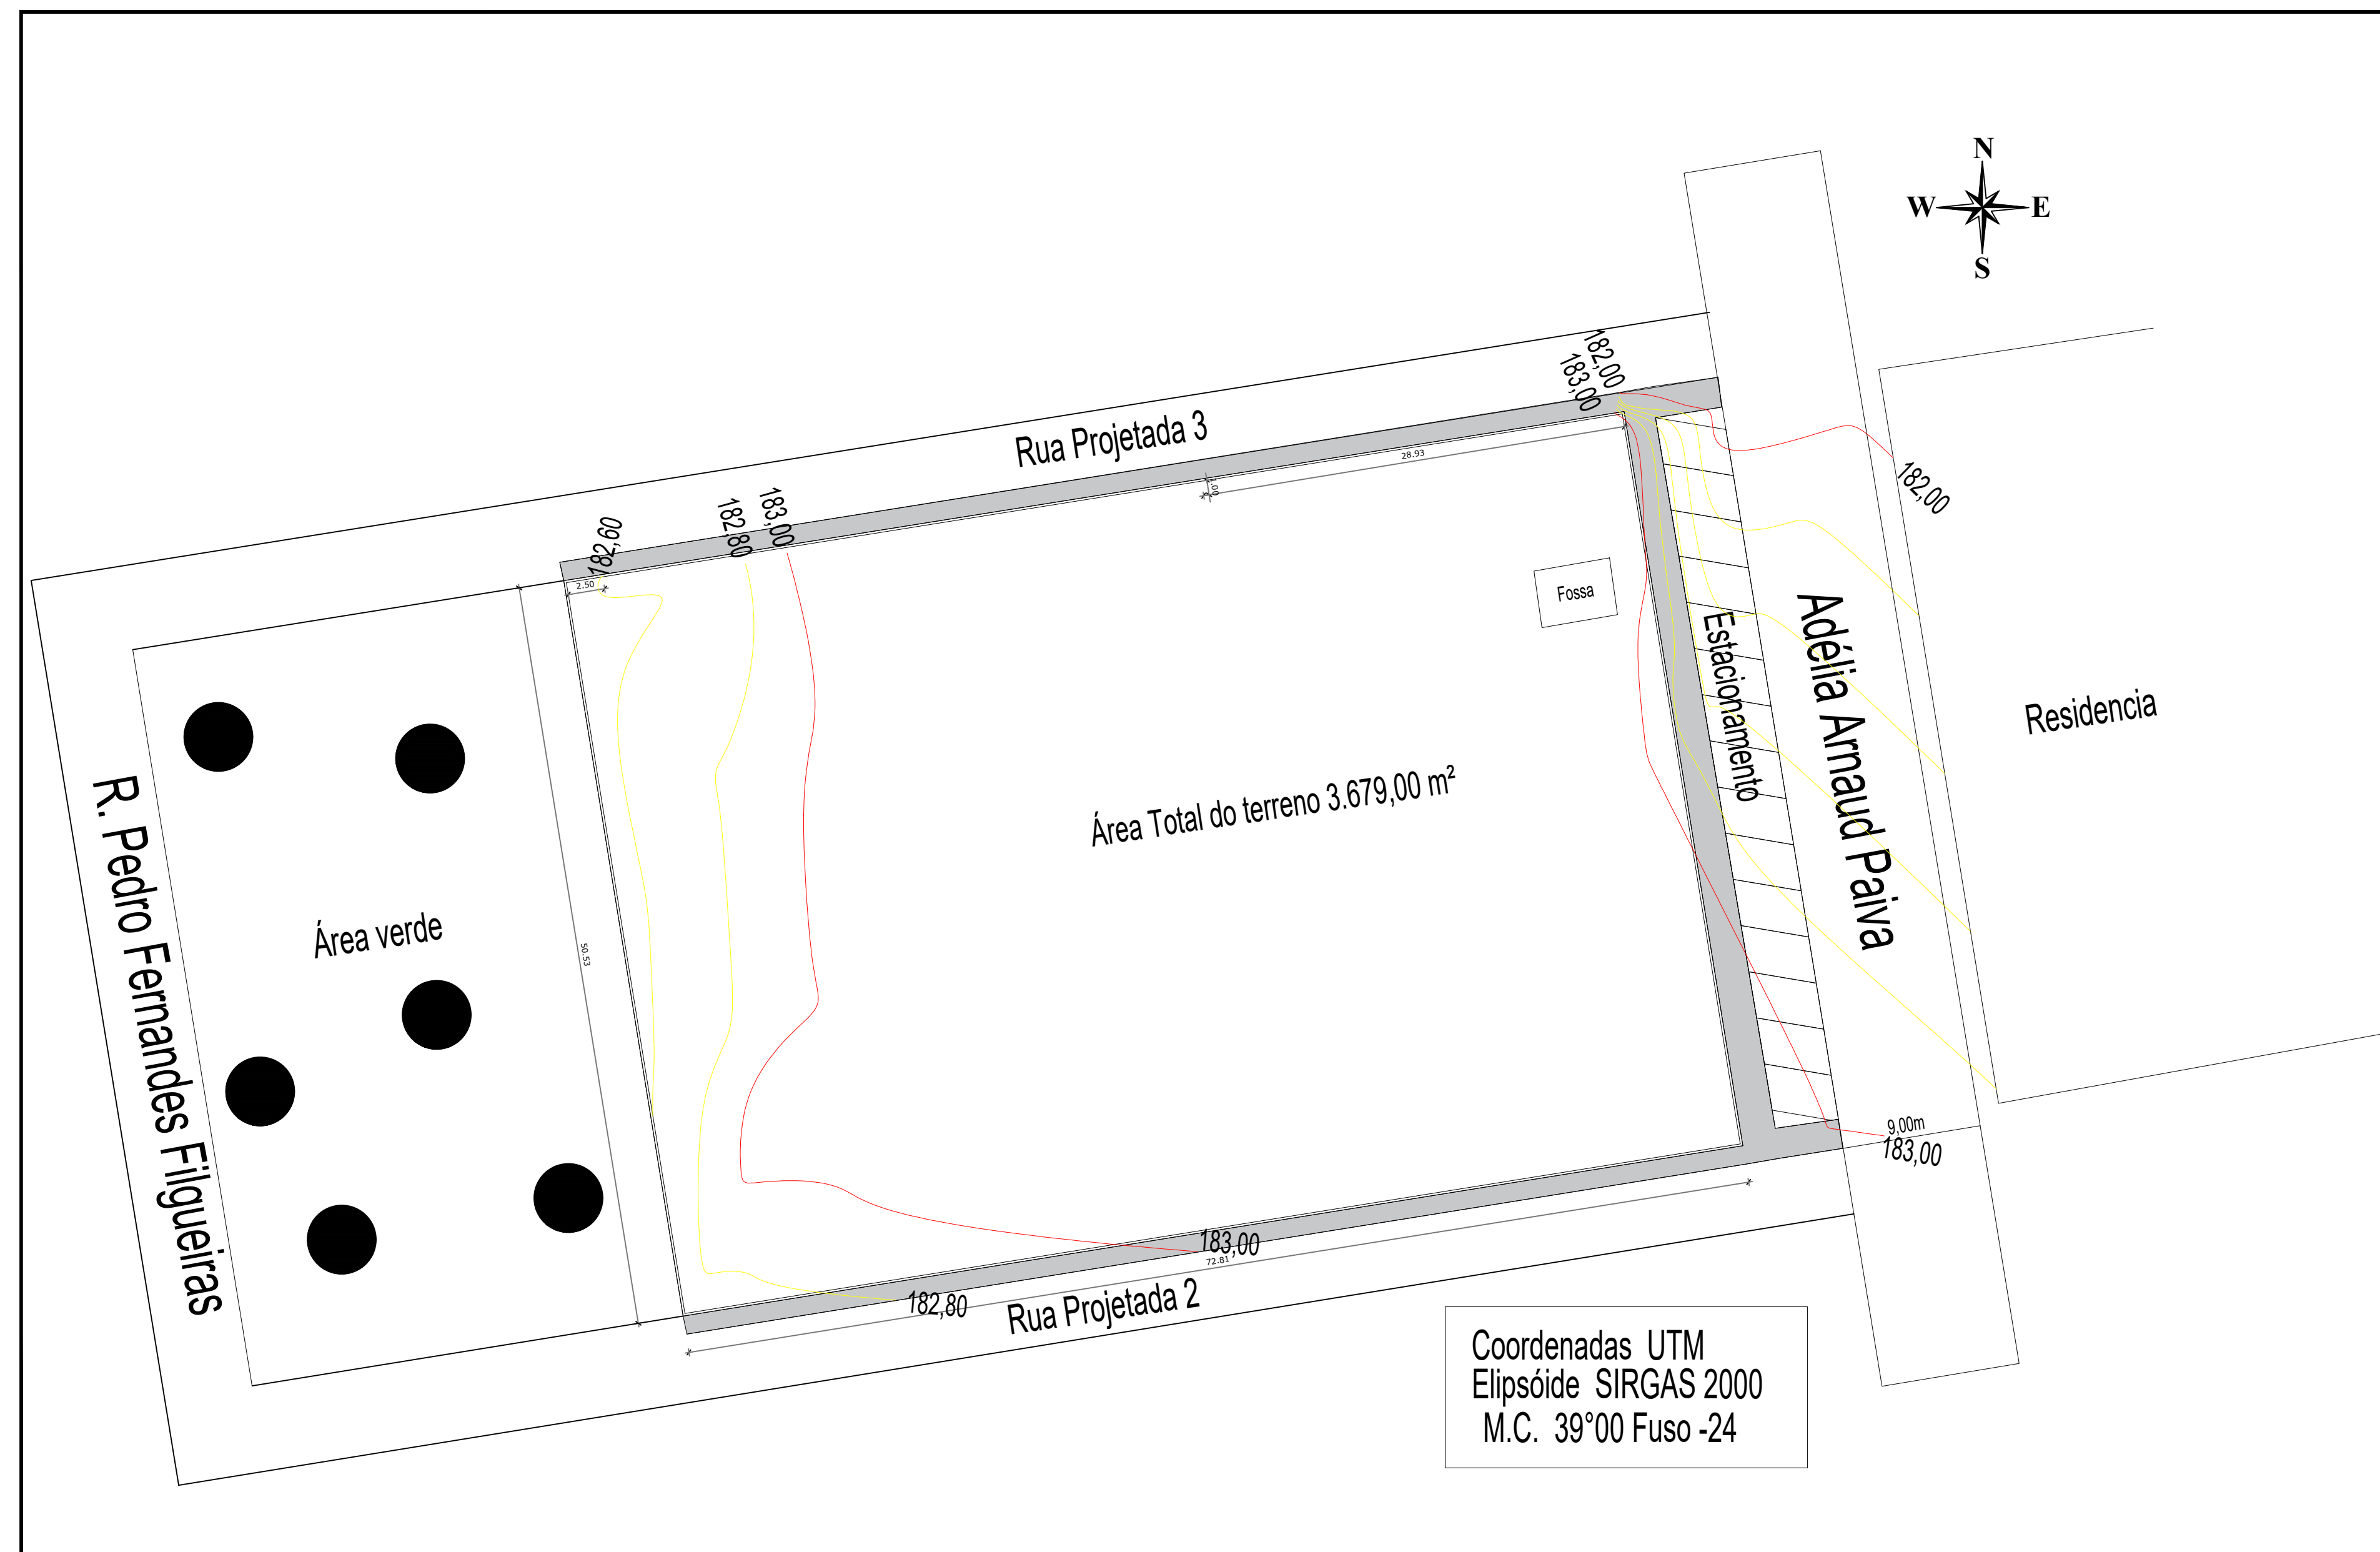 N
W E
S
182,00
183,00
Rua Projetada 3
28.93
1.00
182,00
183,00
182,80
182,60
2.50
Fossa
Estacionamento
Adélia Arnaud Paiva
Residencia
Área Total do terreno 3.679,00 m²
R. Pedro Fernandes Filgueiras
Área verde
50.53
9,00m
183,00
183,00
72.81
182,80
Rua Projetada 2
Coordenadas UTM
Elipsóide SIRGAS 2000
M.C. 39°00 Fuso -24